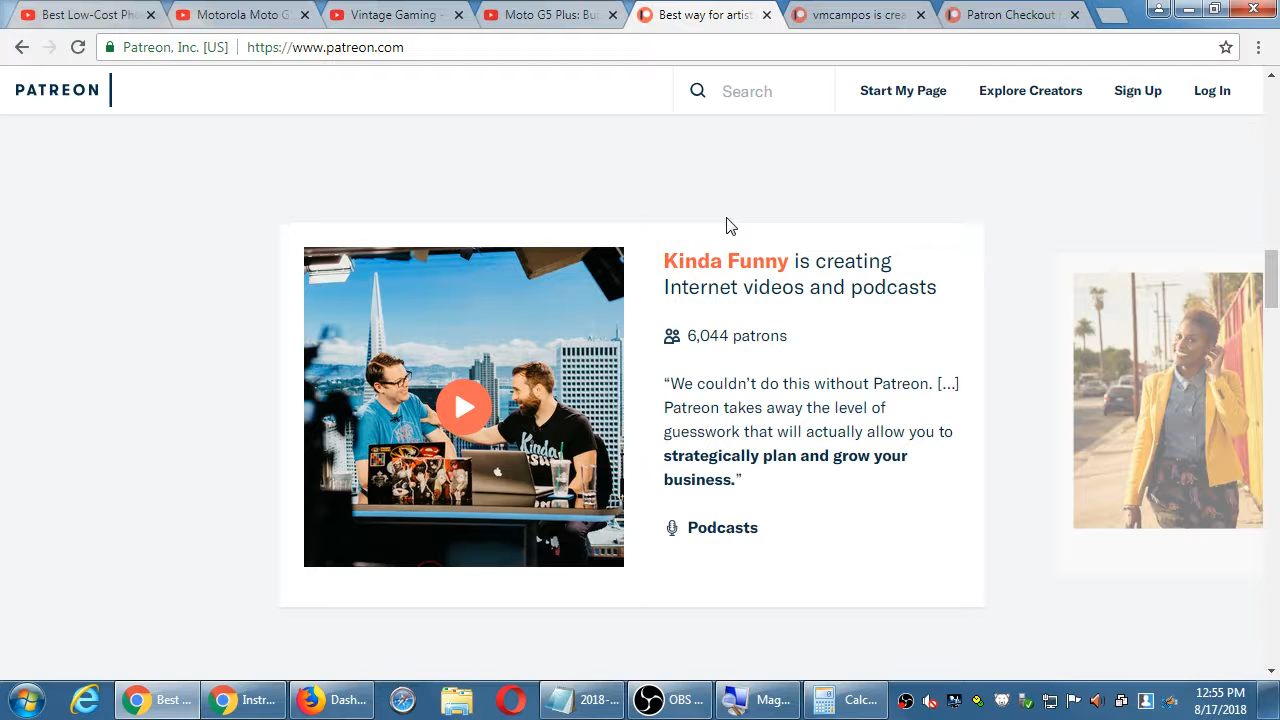 Best Low-Cost Pho
Motorola Moto G
Vintage Gaming -
Moto G5 Plus: Bu
Best way for artist
vmcampos is crea
Patron Checkout
Patreon, Inc. [US]
https://www.patreon.com
PATREON
Search
Start My Page
Explore Creators
Sign Up
Log In
Kinda Funny is creating
Internet videos and podcasts
6,044 patrons
“We couldn’t do this without Patreon. [...]
Patreon takes away the level of
guesswork that will actually allow you to
strategically plan and grow your
business.”
Podcasts
Kinda
Best ...
Instr...
Dash...
2018-...
OBS ...
Mag...
Calc...
12:55 PM
8/17/2018